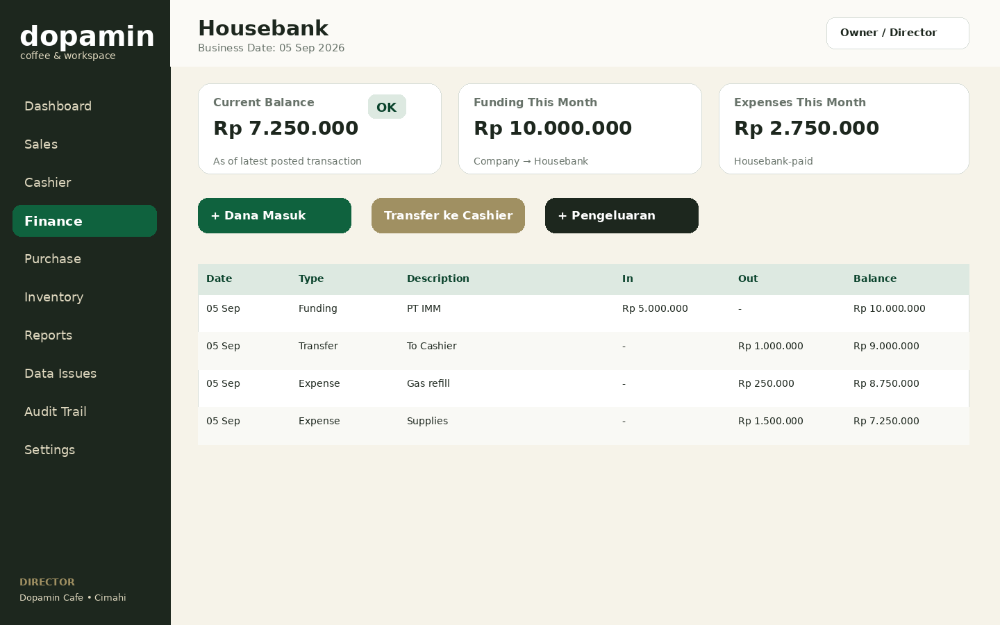 dopamin
coffee & workspace
Dashboard
Sales
Cashier
Finance
Purchase
Inventory
Reports
Data Issues
Audit Trail
Settings
DIRECTOR
Dopamin Cafe • Cimahi
Housebank
Business Date: 05 Sep 2026
Owner / Director
Current Balance
OK
Rp 7.250.000
As of latest posted transaction
Funding This Month
Rp 10.000.000
Company → Housebank
Expenses This Month
Rp 2.750.000
Housebank-paid
+ Dana Masuk
Transfer ke Cashier
+ Pengeluaran
Date Type Description In Out Balance
05 Sep Funding PT IMM Rp 5.000.000 - Rp 10.000.000
05 Sep Transfer To Cashier - Rp 1.000.000 Rp 9.000.000
05 Sep Expense Gas refill - Rp 250.000 Rp 8.750.000
05 Sep Expense Supplies - Rp 1.500.000 Rp 7.250.000